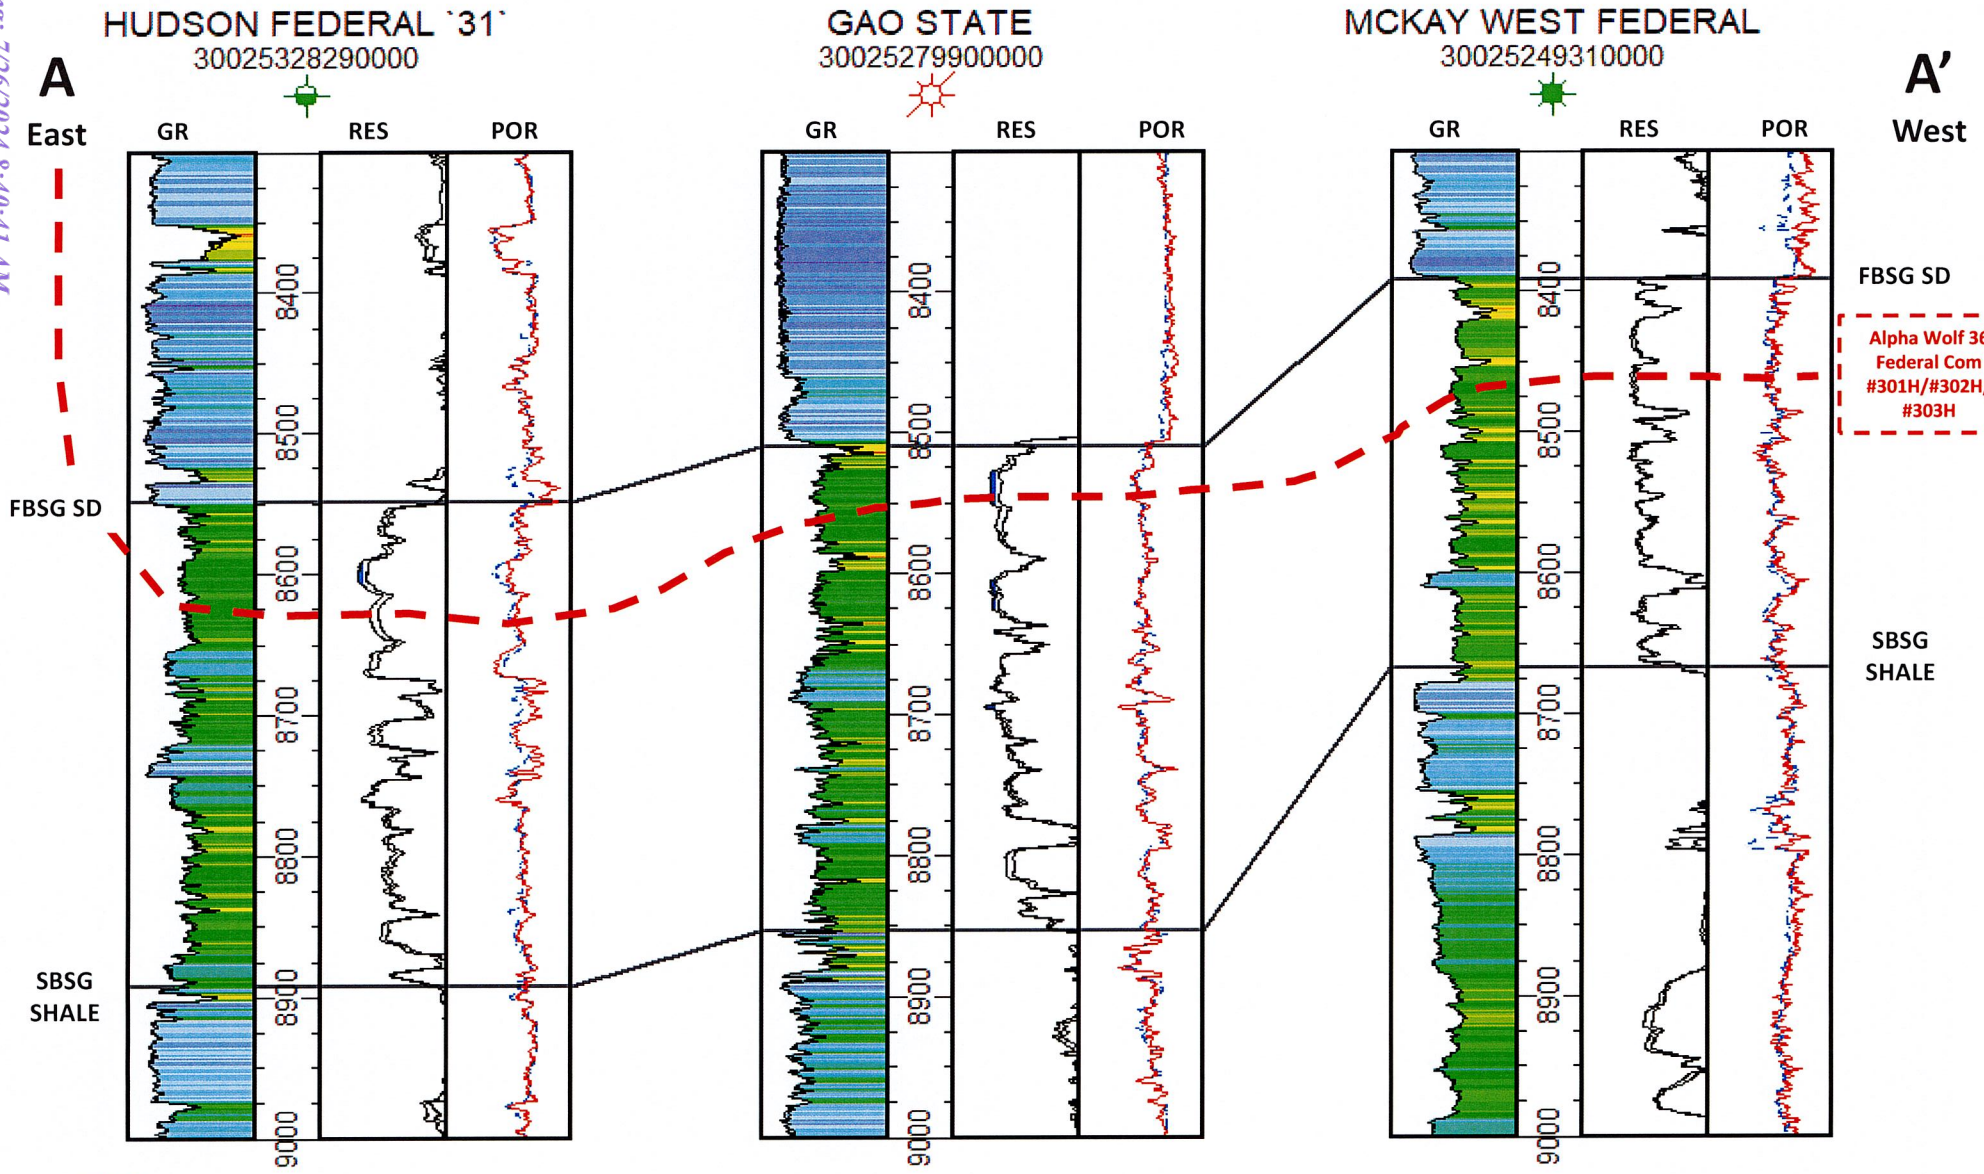 HUDSON FEDERAL `31`
30025328290000
GAO STATE
30025279900000
MCKAY WEST FEDERAL
30025249310000
A
East
A’
West
GR
RES
POR
GR
RES
POR
GR
RES
POR
8400
8500
8600
8700
8800
8900
9000
8400
8500
8600
8700
8800
8900
9000
8400
8500
8600
8700
8800
8900
9000
FBSG SD
SBSG
SHALE
FBSG SD
Alpha Wolf 36
Federal Com
#301H/#302H,
#303H
SBSG
SHALE